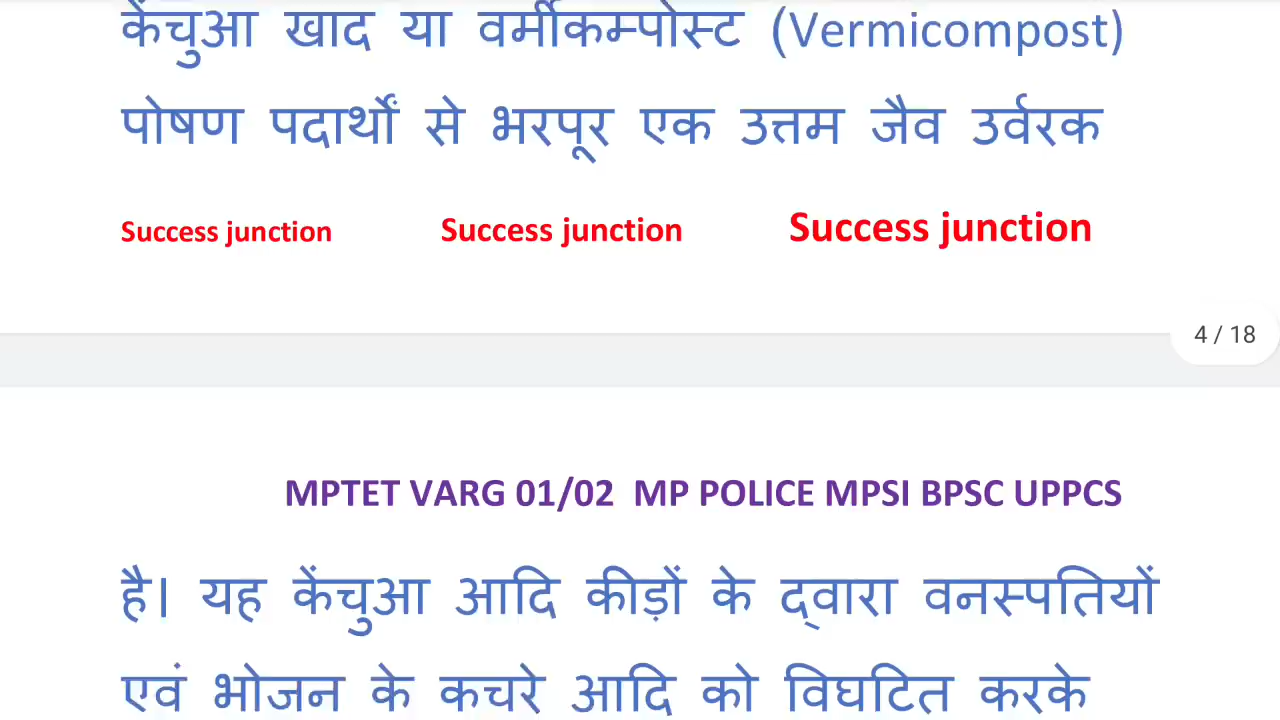 केंचुआ खाद या वर्मीकम्पोस्ट (Vermicompost)
पोषण पदार्थों से भरपूर एक उत्तम जैव उर्वरक
Success junction Success junction Success junction
4 / 18
MPTET VARG 01/02 MP POLICE MPSI BPSC UPPCS
है। यह केंचुआ आदि कीड़ों के द्वारा वनस्पतियों
एवं भोजन के कचरे आदि को विघटित करके